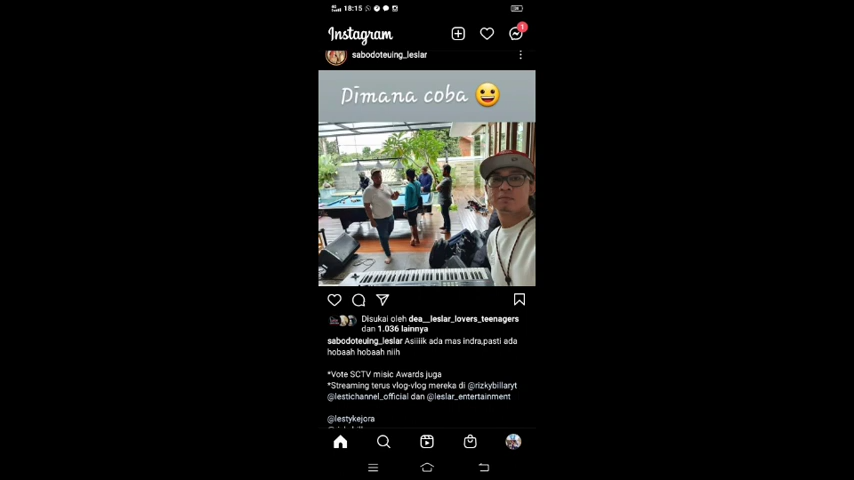 18:15
Instagram
1
sabodoteuing_leslar
Dimana coba
Disukai oleh dea__leslar_lovers_teenagers
dan 1.036 lainnya
sabodoteuing_leslar Asiiiik ada mas indra,pasti ada
hobaah hobaah niih
*Vote SCTV misic Awards juga
*Streaming terus vlog-vlog mereka di @rizkybillaryt
@lestichannel_official dan @leslar_entertainment
@lestykejora